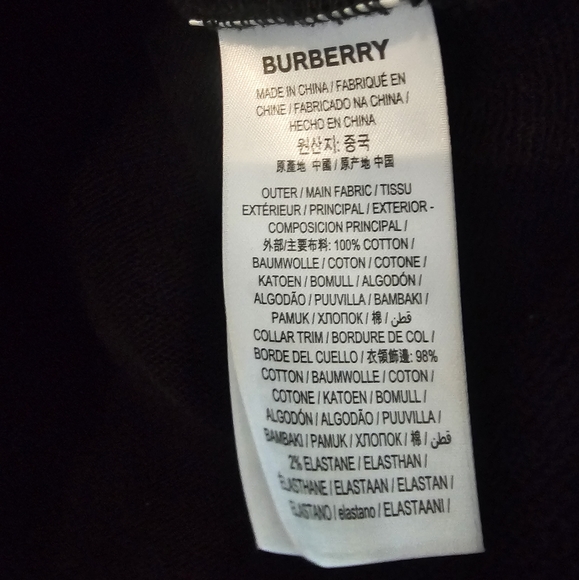 BURBERRY
MADE IN CHINA / FABRIQUÉ EN
CHINE / FABRICADO NA CHINA /
HECHO EN CHINA
원산지: 중국
原產地 中國 / 原产地 中国
OUTER / MAIN FABRIC / TISSU
EXTÉRIEUR / PRINCIPAL / EXTERIOR -
COMPOSICION PRINCIPAL /
外部/主要布料: 100% COTTON /
BAUMWOLLE / COTON / COTONE /
KATOEN / BOMULL / ALGODÓN /
ALGODÃO / PUUVILLA / BAMBAKI /
PAMUK / ХЛОПОК / 棉 / قطن /
COLLAR TRIM / BORDURE DE COL /
BORDE DEL CUELLO / 衣領飾邊: 98%
COTTON / BAUMWOLLE / COTON /
COTONE / KATOEN / BOMULL /
ALGODÓN / ALGODÃO / PUUVILLA /
BAMBAKI / PAMUK / ХЛОПОК / 棉 / قطن
2% ELASTANE / ELASTHAN /
ÉLASTHANE / ELASTAAN / ELASTAN /
ELASTANO / elastano / ELASTAANI /